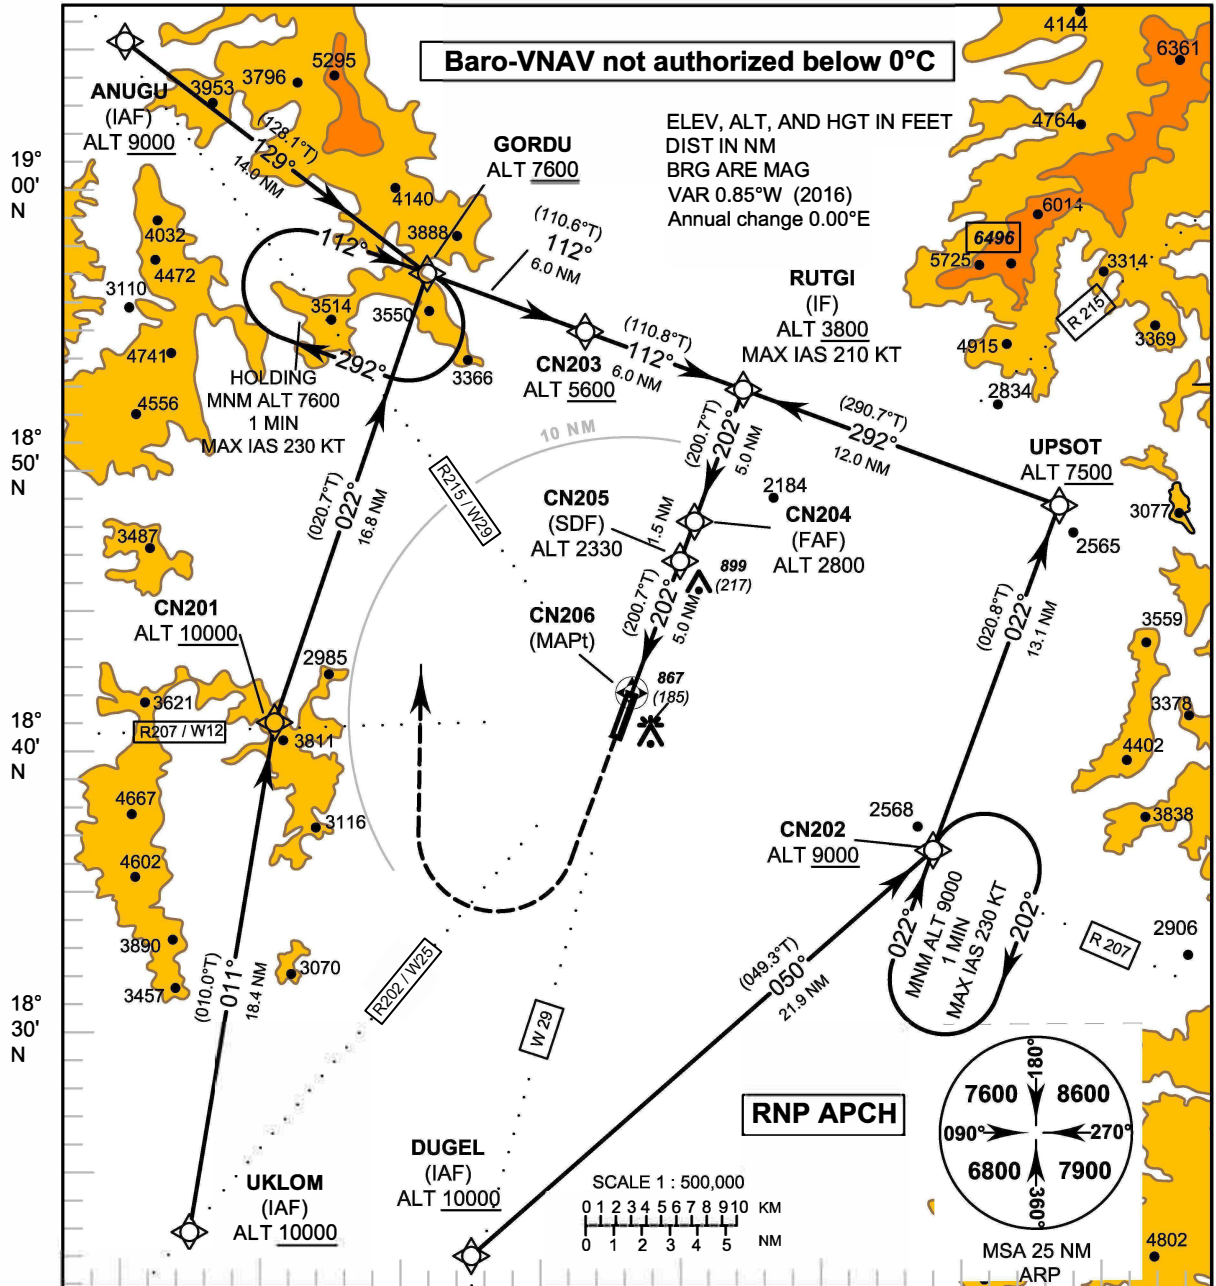 Baro-VNAV not authorized below 0°C
ELEV, ALT, AND HGT IN FEET
DIST IN NM
BRG ARE MAG
VAR 0.85°W (2016)
Annual change 0.00°E
ANUGU
(IAF)
ALT 9000
3953
3796
5295
4144
6361
4764
(128.1°T)
129°
14.0 NM
GORDU
ALT 7600
4140
3888
(110.6°T)
112°
6.0 NM
6014
6496
5725
3314
R 215
3369
4915
2834
19°
00'
N
4032
4472
3110
4741
4556
112°
3514
3550
292°
3366
HOLDING
MNM ALT 7600
1 MIN
MAX IAS 230 KT
CN203
ALT 5600
(110.8°T)
112°
6.0 NM
RUTGI
(IF)
ALT 3800
MAX IAS 210 KT
(290.7°T)
292°
12.0 NM
UPSOT
ALT 7500
18°
50'
N
10 NM
(020.7°T)
022°
16.8 NM
R215 / W29
(200.7°T)
202°
5.0 NM
2184
3077
2565
CN205
(SDF)
ALT 2330
1.5 NM
CN204
(FAF)
ALT 2800
899
(217)
3487
CN201
ALT 10000
CN206
(MAPt)
(200.7°T)
202°
5.0 NM
867
(185)
(020.8°T)
022°
13.1 NM
3559
3378
4402
3838
2985
3621
R207 / W12
3811
18°
40'
N
4667
3116
4602
3890
3457
3070
2568
CN202
ALT 9000
022°
MNM ALT 9000
1 MIN
MAX IAS 230 KT
202°
R 207
2906
(010.0°T)
011°
18.4 NM
R202 / W25
W 29
(049.3°T)
050°
21.9 NM
18°
30'
N
RNP APCH
UKLOM
(IAF)
ALT 10000
DUGEL
(IAF)
ALT 10000
SCALE 1 : 500,000
0 1 2 3 4 5 6 7 8 9 10 KM
0 1 2 3 4 5 NM
180°
7600 8600
090° 270°
6800 7900
360°
MSA 25 NM
ARP
4802